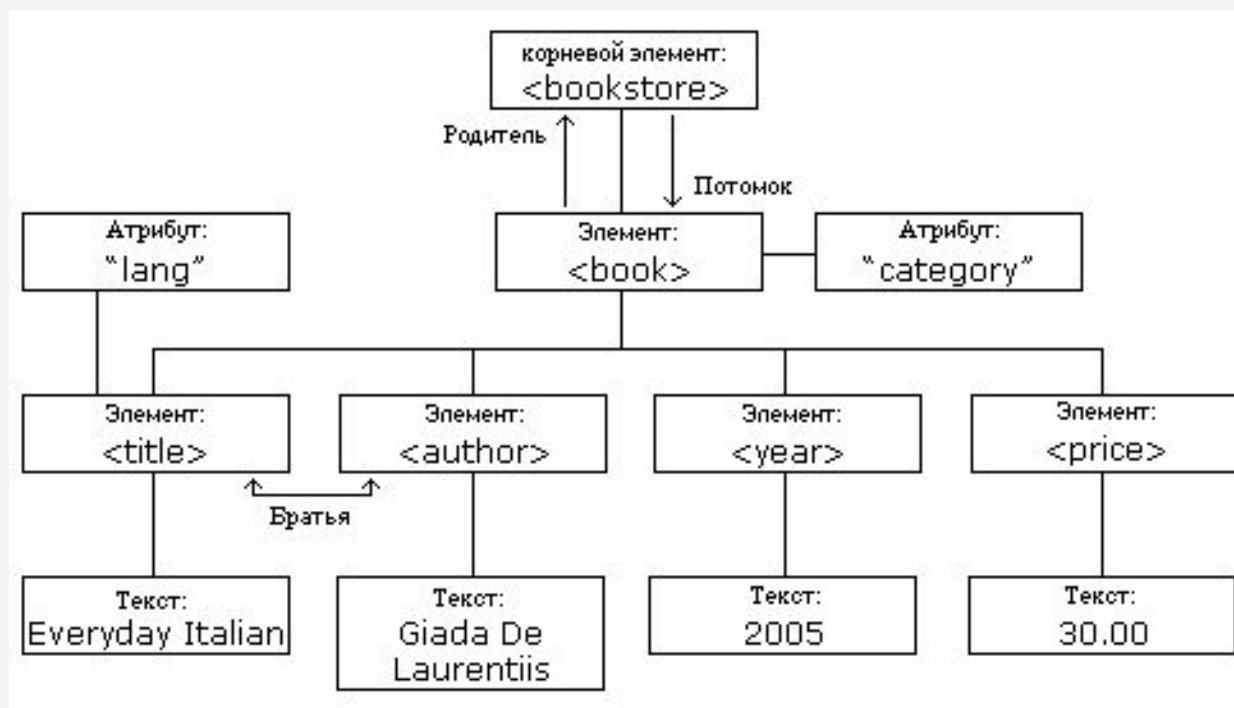 корневой элемент:
<bookstore>
Родитель
Потомок
Атрибут:
“lang”
Элемент:
<book>
Атрибут:
“category”
Элемент:
<title>
Элемент:
<author>
Элемент:
<year>
Элемент:
<price>
Братья
Текст:
Everyday Italian
Текст:
Giada De
Laurentiis
Текст:
2005
Текст:
30.00